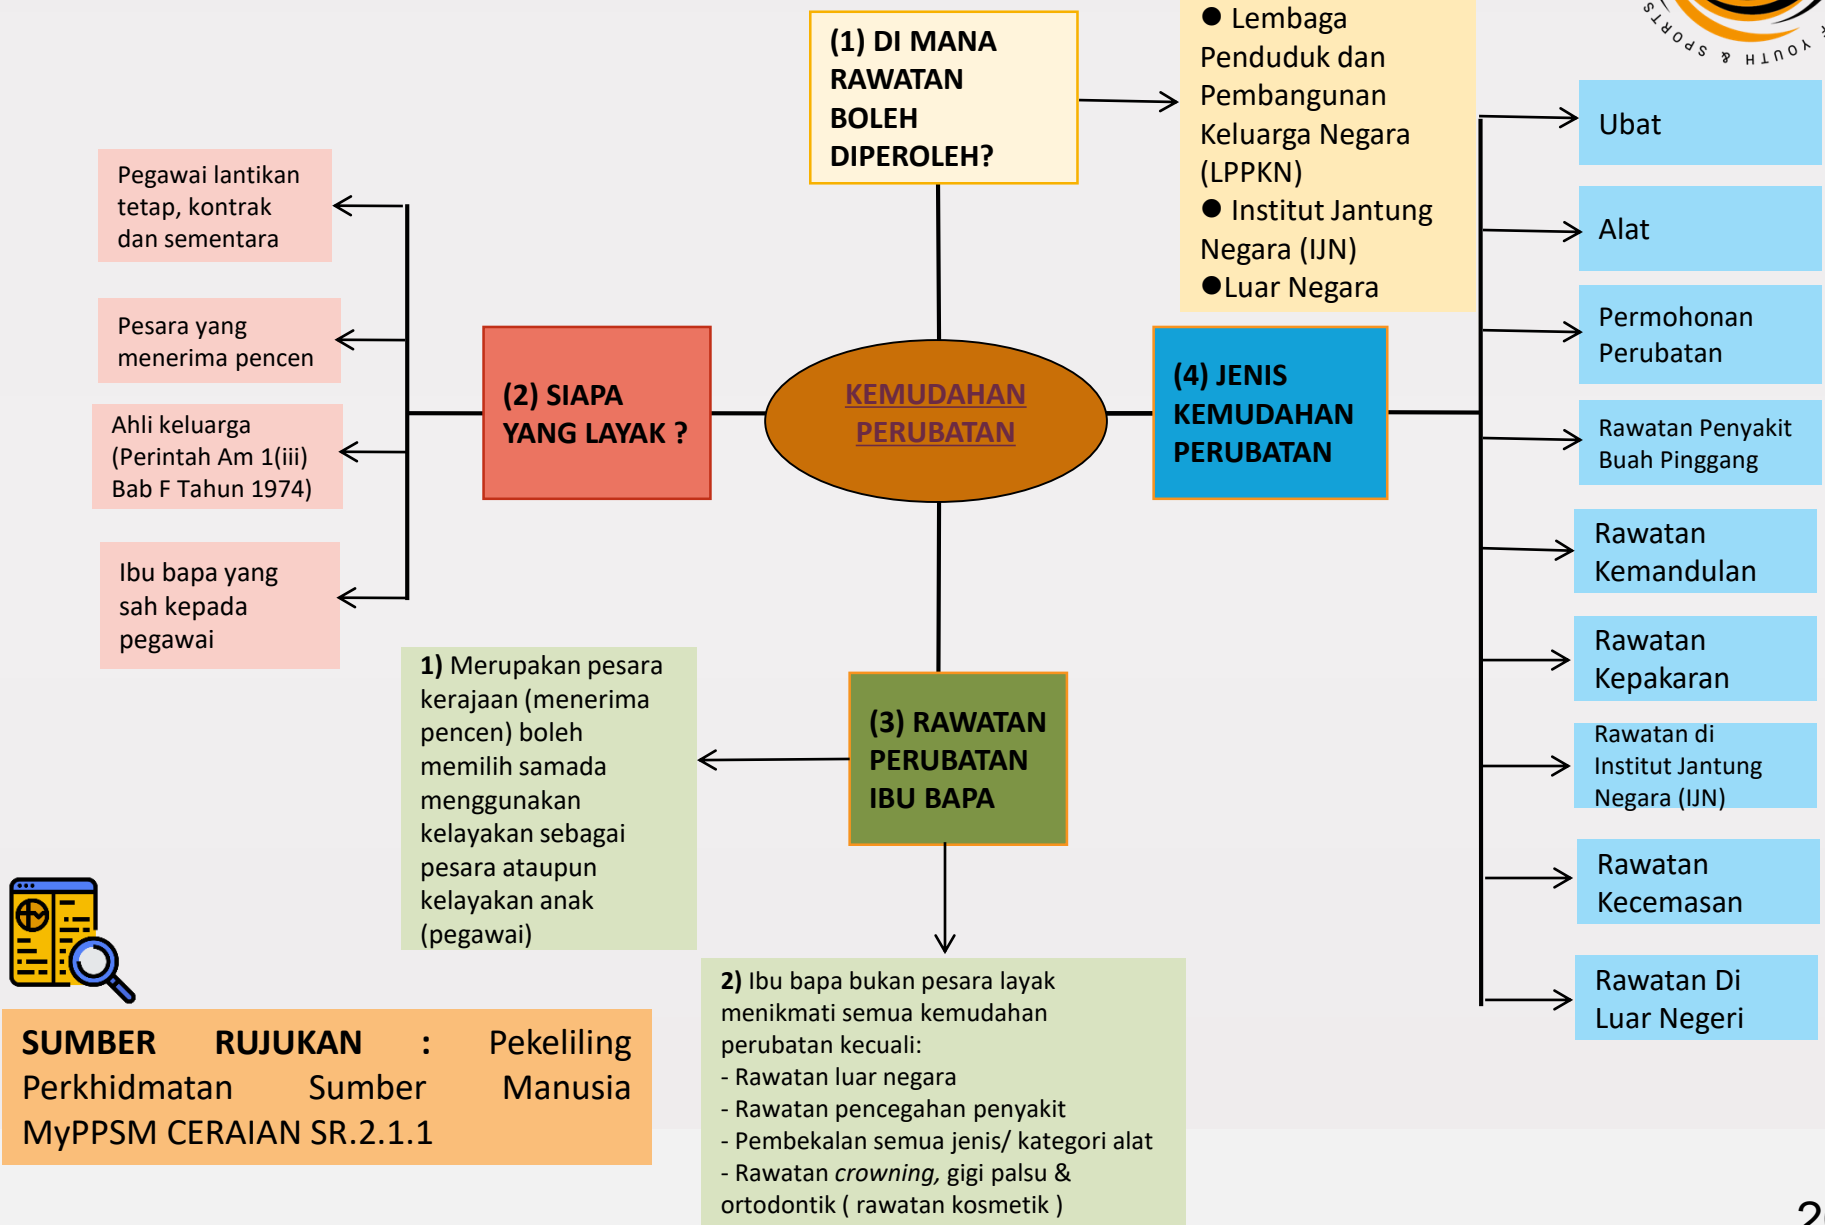 (1) DI MANA
RAWATAN
BOLEH
DIPEROLEH?
● Lembaga
Penduduk dan
Pembangunan
Keluarga Negara
(LPPKN)
● Institut Jantung
Negara (IJN)
●Luar Negara
SPORTS & YOUTH &
Pegawai lantikan
tetap, kontrak
dan sementara
Pesara yang
menerima pencen
Ahli keluarga
(Perintah Am 1(iii)
Bab F Tahun 1974)
Ibu bapa yang
sah kepada
pegawai
(2) SIAPA
YANG LAYAK ?
KEMUDAHAN
PERUBATAN
(4) JENIS
KEMUDAHAN
PERUBATAN
Ubat
Alat
Permohonan
Perubatan
Rawatan Penyakit
Buah Pinggang
Rawatan
Kemandulan
Rawatan
Kepakaran
Rawatan di
Institut Jantung
Negara (IJN)
Rawatan
Kecemasan
Rawatan Di
Luar Negeri
(3) RAWATAN
PERUBATAN
IBU BAPA
1) Merupakan pesara
kerajaan (menerima
pencen) boleh
memilih samada
menggunakan
kelayakan sebagai
pesara ataupun
kelayakan anak
(pegawai)
2) Ibu bapa bukan pesara layak
menikmati semua kemudahan
perubatan kecuali:
- Rawatan luar negara
- Rawatan pencegahan penyakit
- Pembekalan semua jenis/ kategori alat
- Rawatan crowning, gigi palsu &
ortodontik ( rawatan kosmetik )
SUMBER RUJUKAN : Pekeliling
Perkhidmatan Sumber Manusia
MyPPSM CERAIAN SR.2.1.1